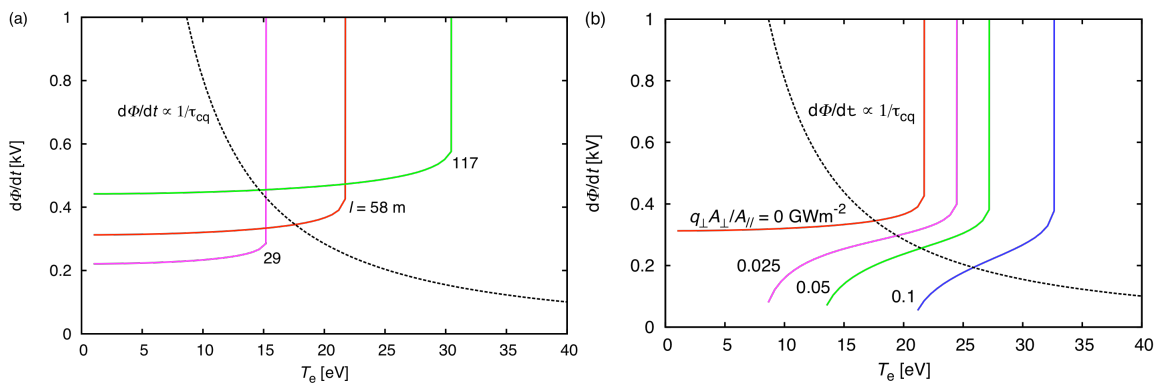 (a)
1
0.8
0.6
0.4
0.2
0
dΦ/dt [kV]
dΦ/dt ∝ 1/τcq
117
l = 58 m
29
0 5 10 15 20 25 30 35 40
Te [eV]
(b)
1
0.8
0.6
0.4
0.2
0
dΦ/dt [kV]
dΦ/dt ∝ 1/τcq
q⊥A⊥/A// = 0 GWm-2
0.025
0.05
0.1
0 5 10 15 20 25 30 35 40
Te [eV]